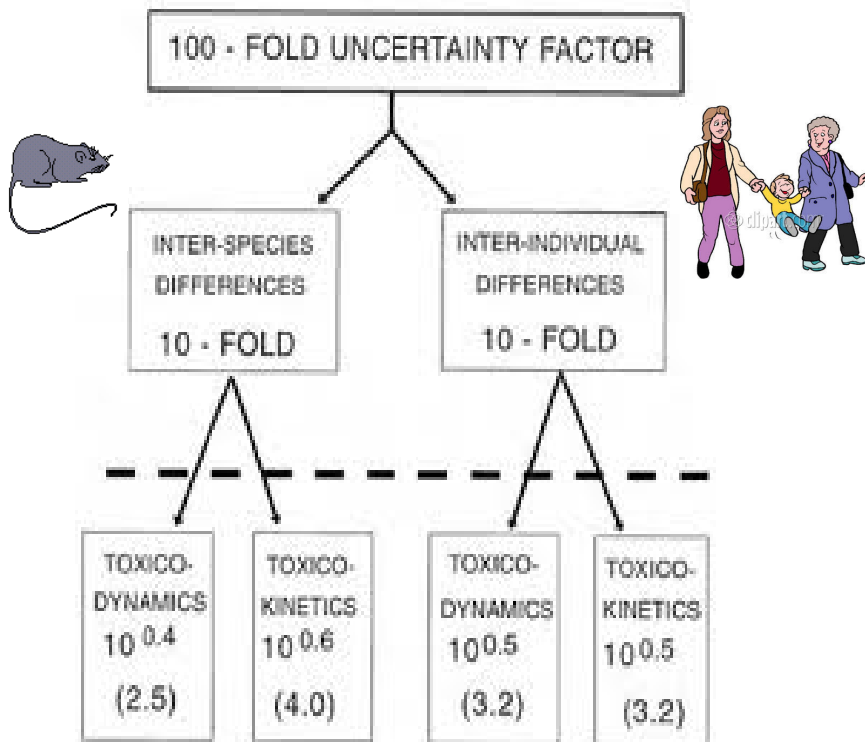 100 - FOLD UNCERTAINTY FACTOR
INTER-SPECIES
DIFFERENCES
10 - FOLD
INTER-INDIVIDUAL
DIFFERENCES
10 - FOLD
TOXICO-
DYNAMICS
10^0.4
(2.5)
TOXICO-
KINETICS
10^0.6
(4.0)
TOXICO-
DYNAMICS
10^0.5
(3.2)
TOXICO-
KINETICS
10^0.5
(3.2)